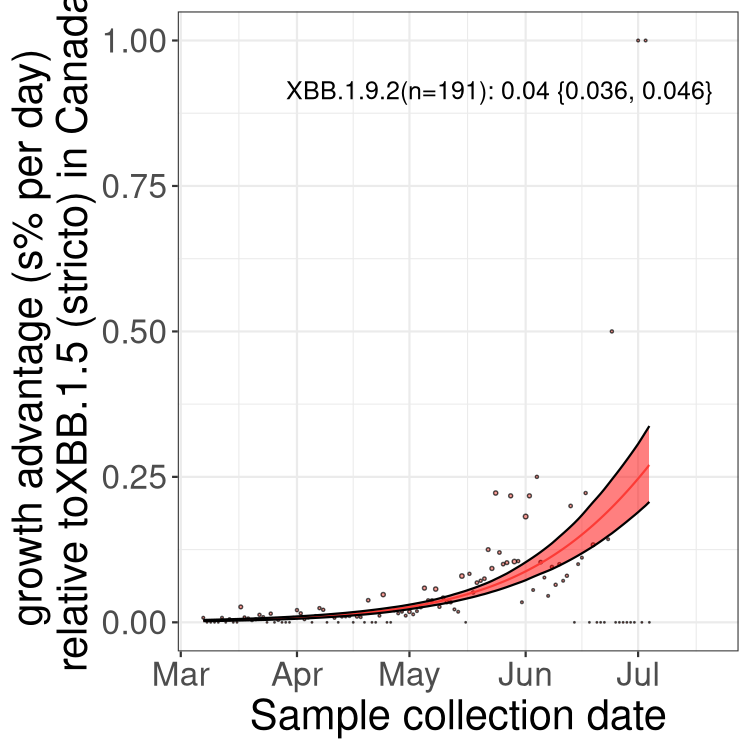 growth advantage (s% per day)
relative toXBB.1.5 (stricto) in Canada
1.00
0.75
0.50
0.25
0.00
XBB.1.9.2(n=191): 0.04 {0.036, 0.046}
Mar Apr May Jun Jul
Sample collection date